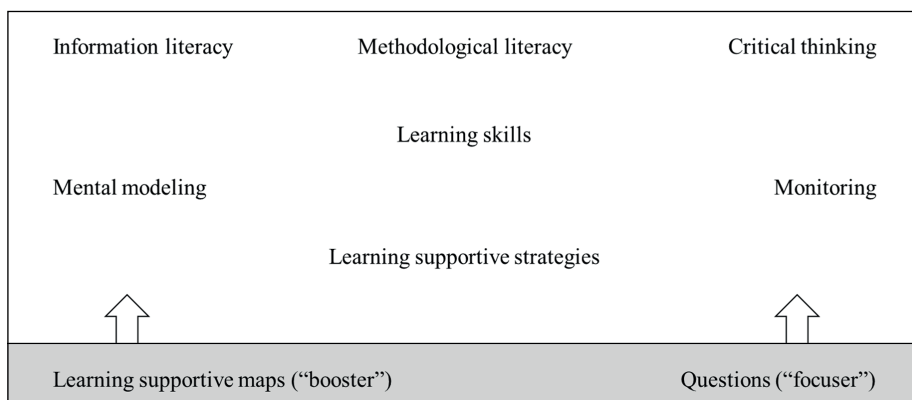 Information literacy Methodological literacy Critical thinking
Learning skills
Mental modeling Monitoring
Learning supportive strategies
Learning supportive maps (“booster”) Questions (“focuser”)